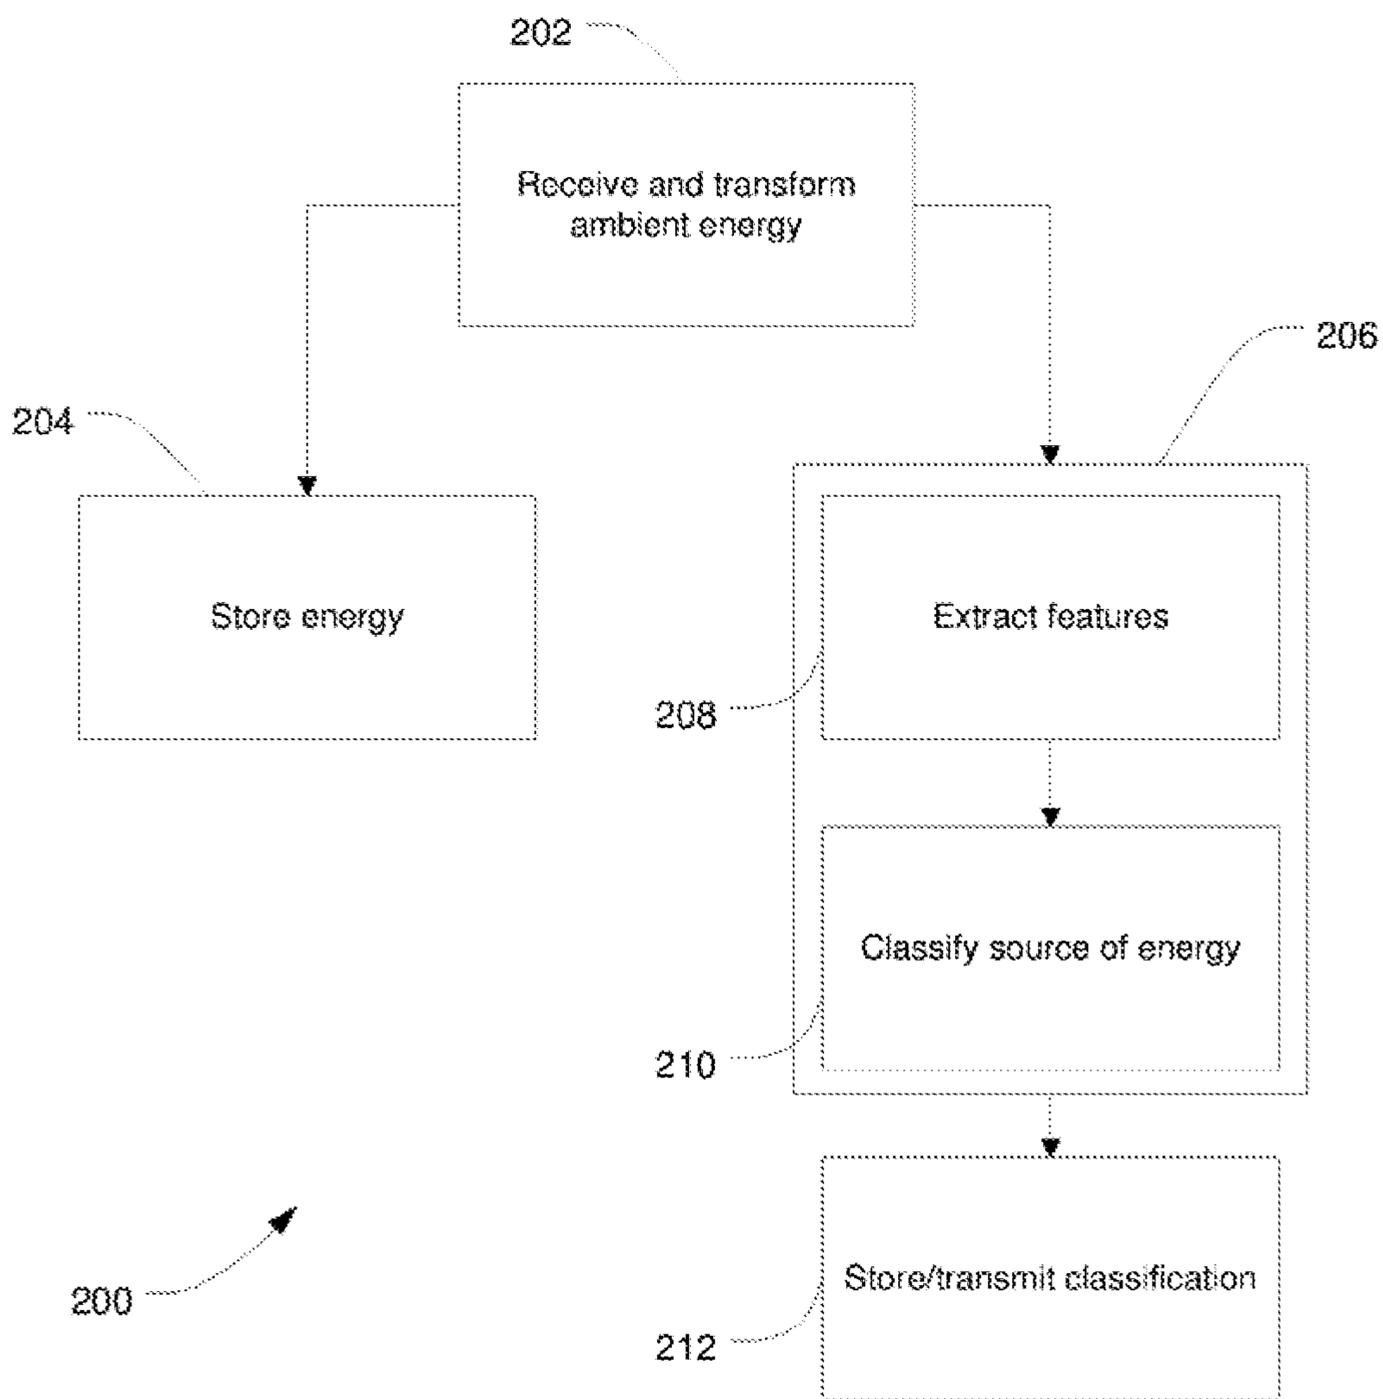 202
Receive and transform
ambient energy
206
204
Store energy
Extract features
208
Classify source of energy
210
Store/transmit classification
200
212